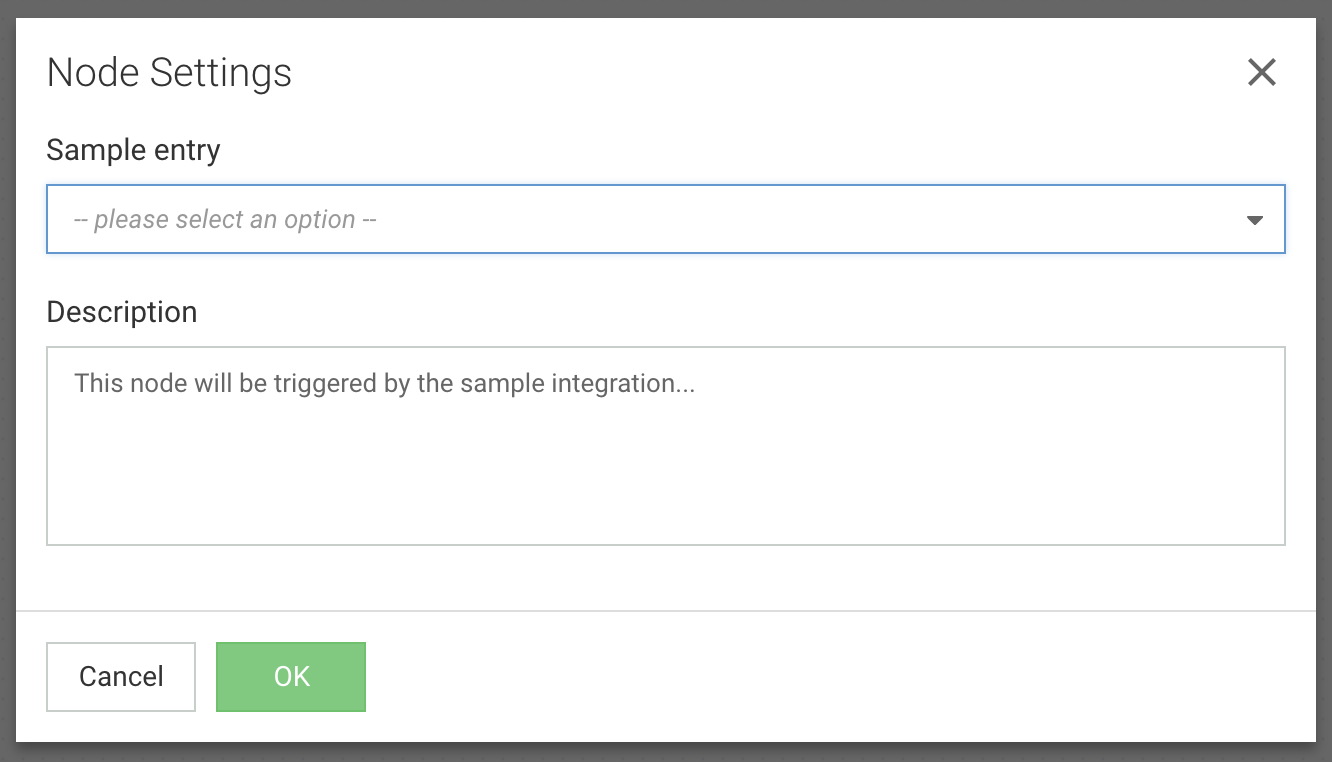 Node Settings
Sample entry
-- please select an option --
Description
This node will be triggered by the sample integration...
Cancel
OK